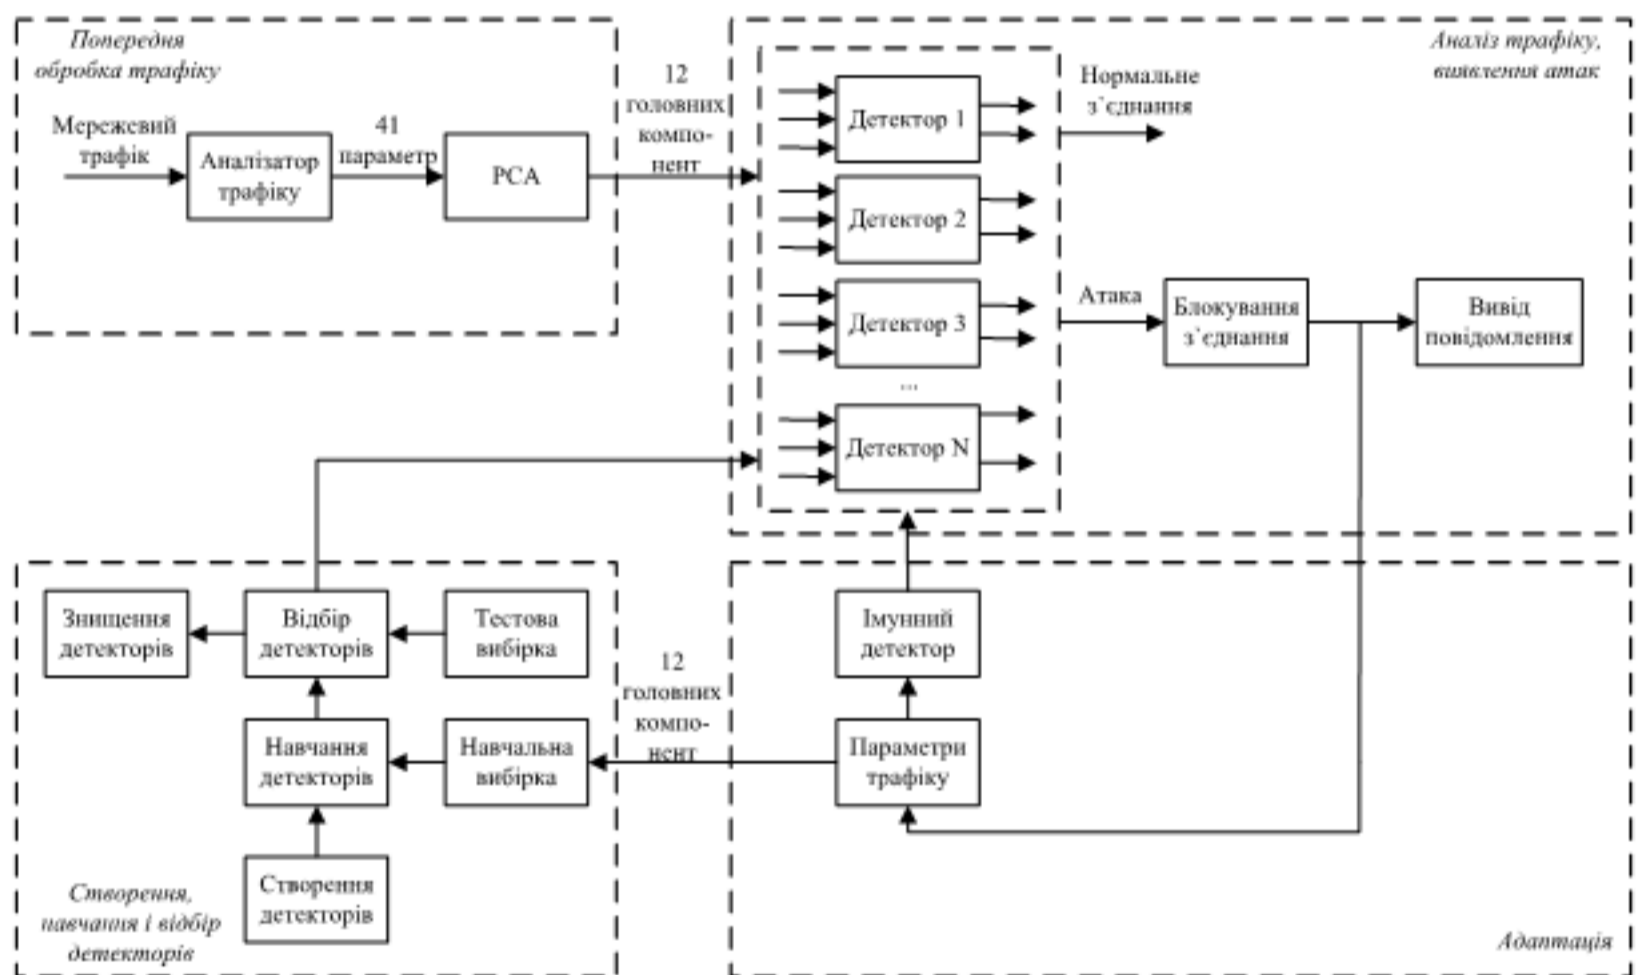 Попередня
обробка трафіку
Мережевий
трафік
Аналізатор
трафіку
41
параметр
PCA
12
головних
компо-
нент
Аналіз трафіку,
виявлення атак
Детектор 1
Детектор 2
Детектор 3
...
Детектор N
Нормальне
з`єднання
Атака
Блокування
з`єднання
Вивід
повідомлення
Знищення
детекторів
Відбір
детекторів
Тестова
вибірка
Навчання
детекторів
Навчальна
вибірка
Створення
детекторів
Створення,
навчання і відбір
детекторів
12
головних
компо-
нент
Імунний
детектор
Параметри
трафіку
Адаптація